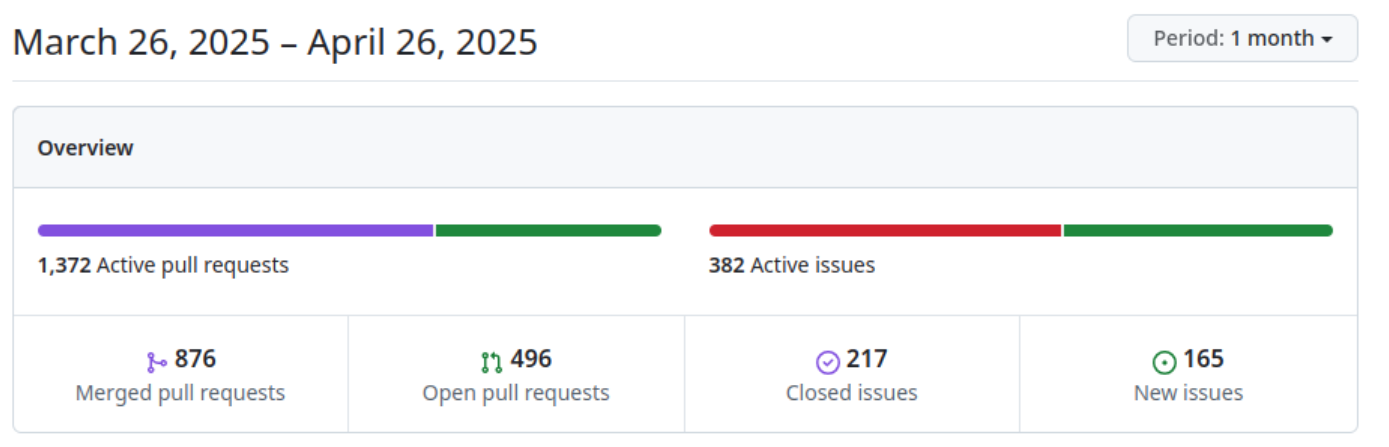 March 26, 2025 – April 26, 2025
Period: 1 month
Overview
1,372 Active pull requests
382 Active issues
876
Merged pull requests
496
Open pull requests
217
Closed issues
165
New issues